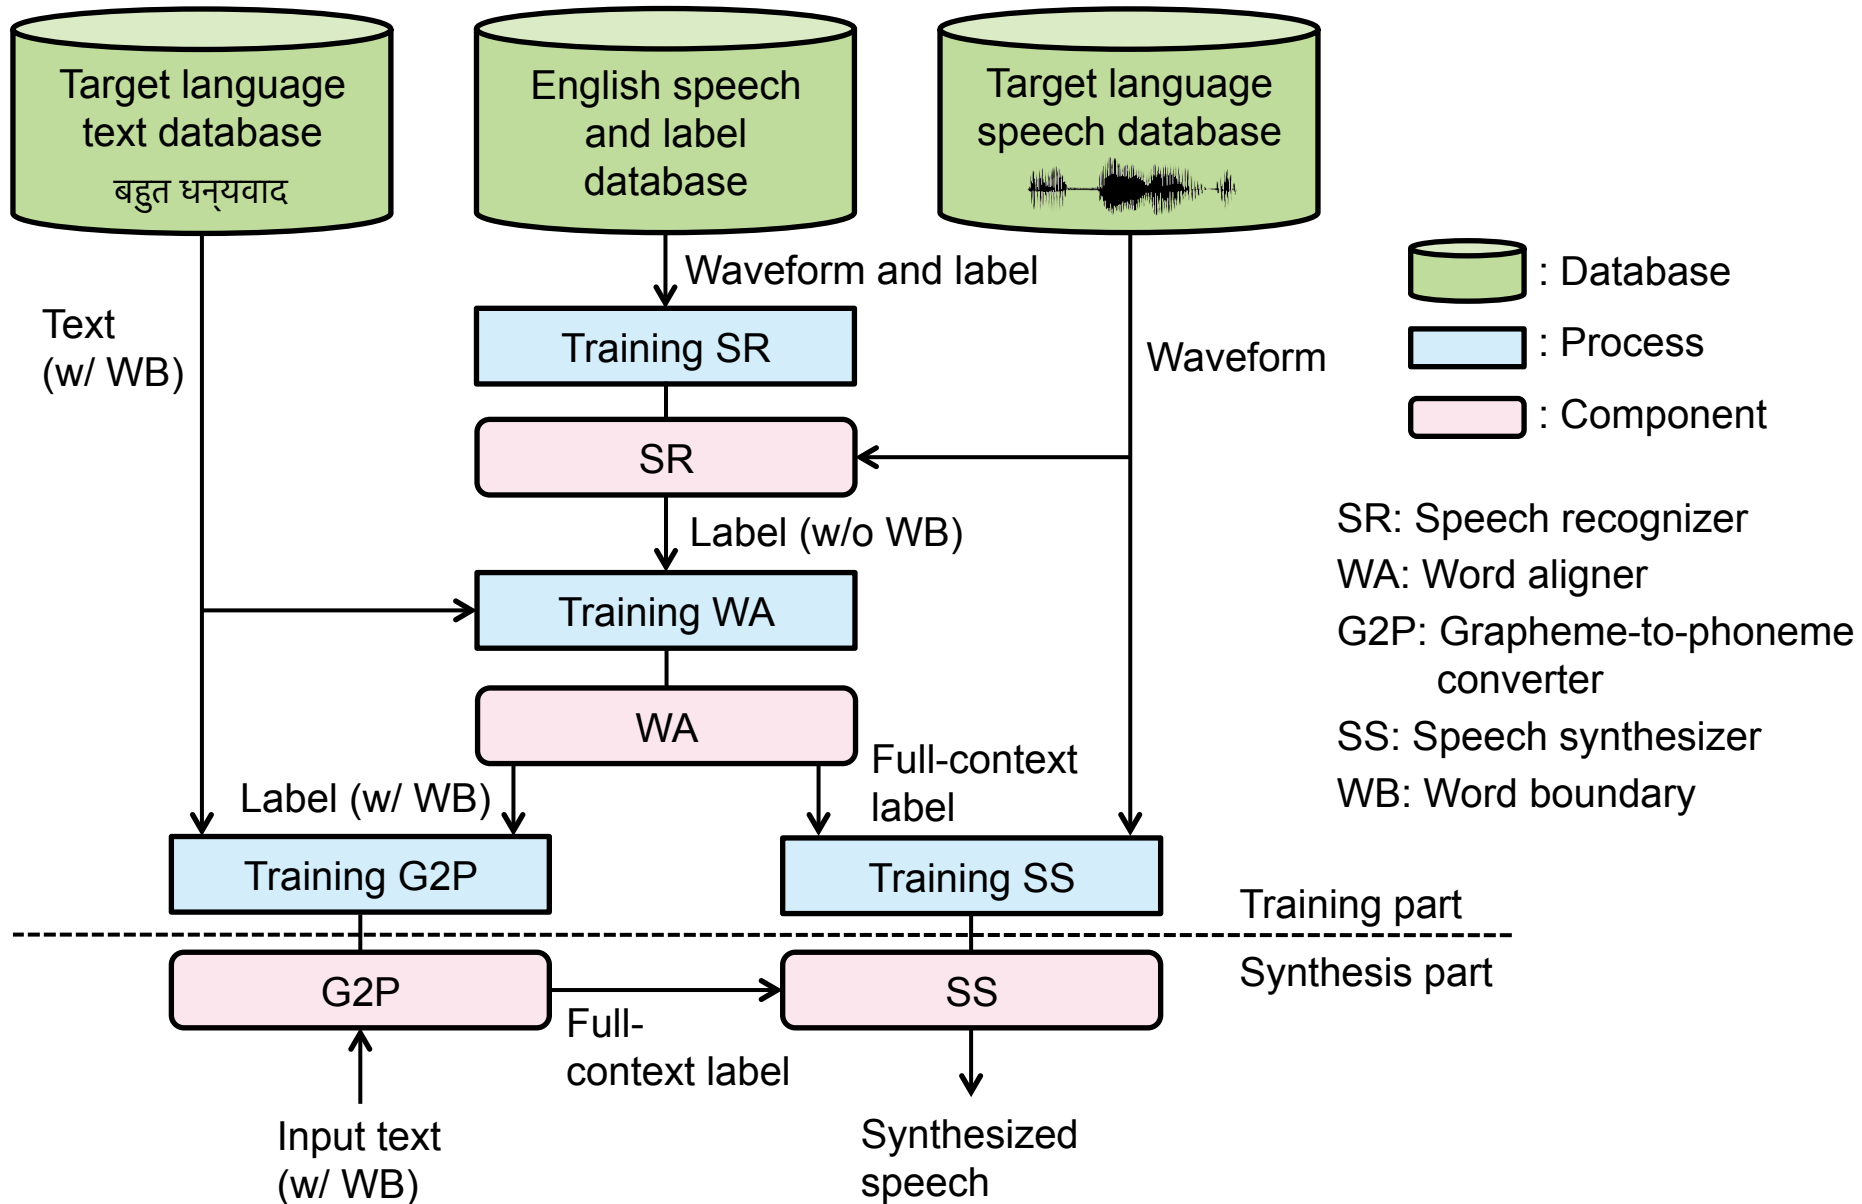 Target language
text database
बहुत धन्‌यवाद
English speech
and label
database
Target language
speech database
Waveform and label
Text
(w/ WB)
Training SR
Waveform
: Database
: Process
: Component
SR
Label (w/o WB)
Training WA
WA
Full-context
label
Label (w/ WB)
SR: Speech recognizer
WA: Word aligner
G2P: Grapheme-to-phoneme
converter
SS: Speech synthesizer
WB: Word boundary
Training G2P
Training SS
Training part
Synthesis part
G2P
SS
Full-
context label
Input text
(w/ WB)
Synthesized
speech